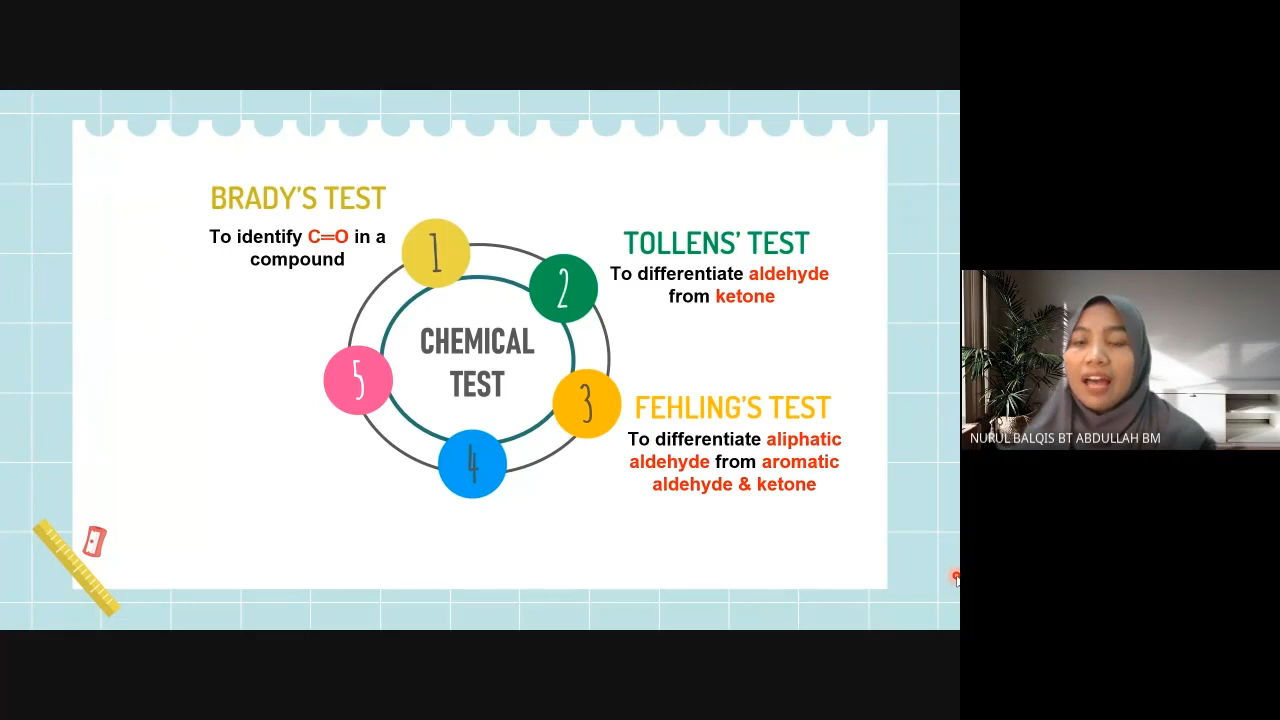 BRADY'S TEST
To identify C=O in a
compound
1
TOLLENS' TEST
To differentiate aldehyde
from ketone
2
CHEMICAL
TEST
3
FEHLING'S TEST
To differentiate aliphatic
aldehyde from aromatic
aldehyde & ketone
4
5
NURUL BALQIS BT ABDULLAH BM